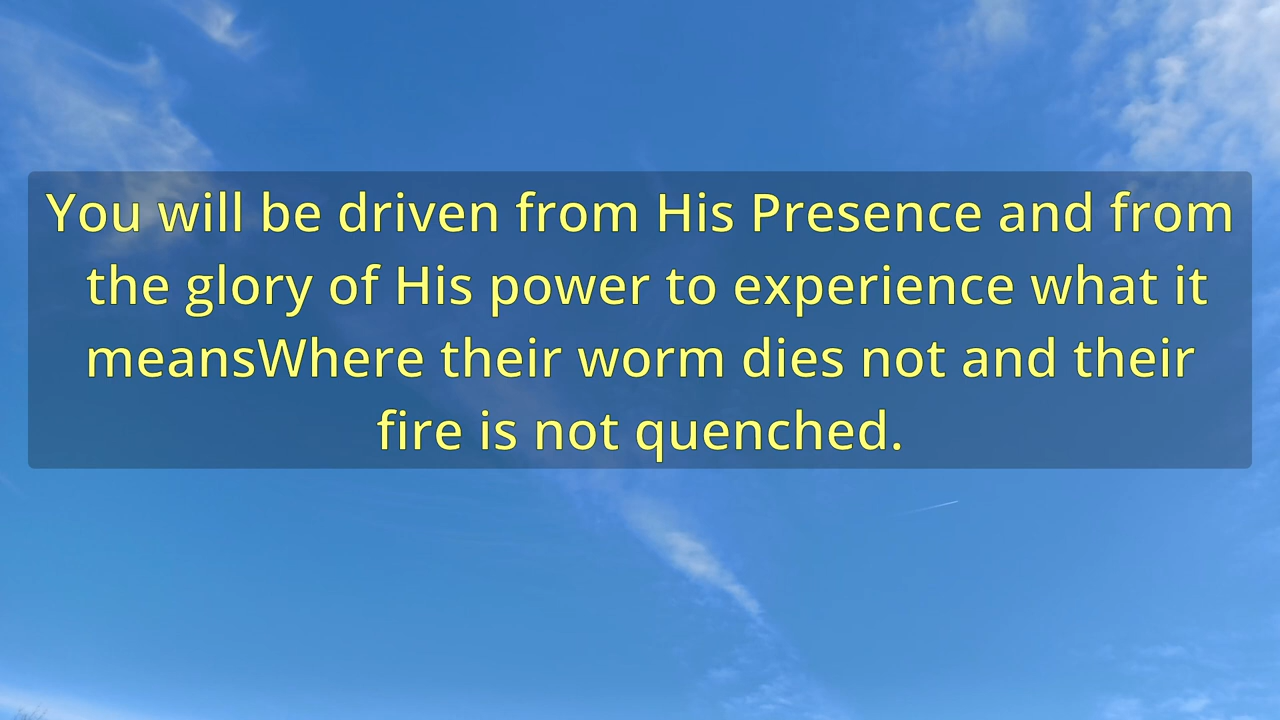 You will be driven from His Presence and from
the glory of His power to experience what it
meansWhere their worm dies not and their
fire is not quenched.